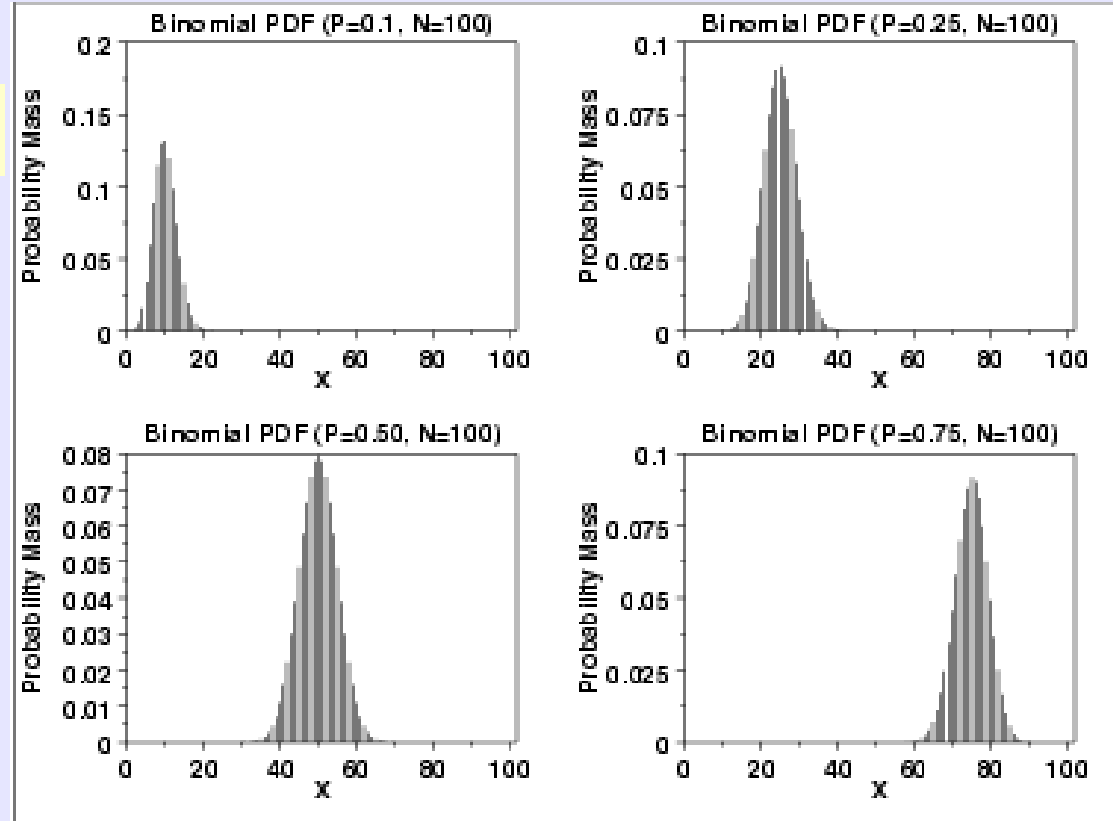 Binomial PDF (P=0.1, N=100)
Probability Mass
0.2
0.15
0.1
0.05
0
0 20 40 60 80 100
X
Binomial PDF (P=0.25, N=100)
Probability Mass
0.1
0.075
0.05
0.025
0
0 20 40 60 80 100
X
Binomial PDF (P=0.50, N=100)
Probability Mass
0.08
0.07
0.06
0.05
0.04
0.03
0.02
0.01
0
0 20 40 60 80 100
X
Binomial PDF (P=0.75, N=100)
Probability Mass
0.1
0.075
0.05
0.025
0
0 20 40 60 80 100
X